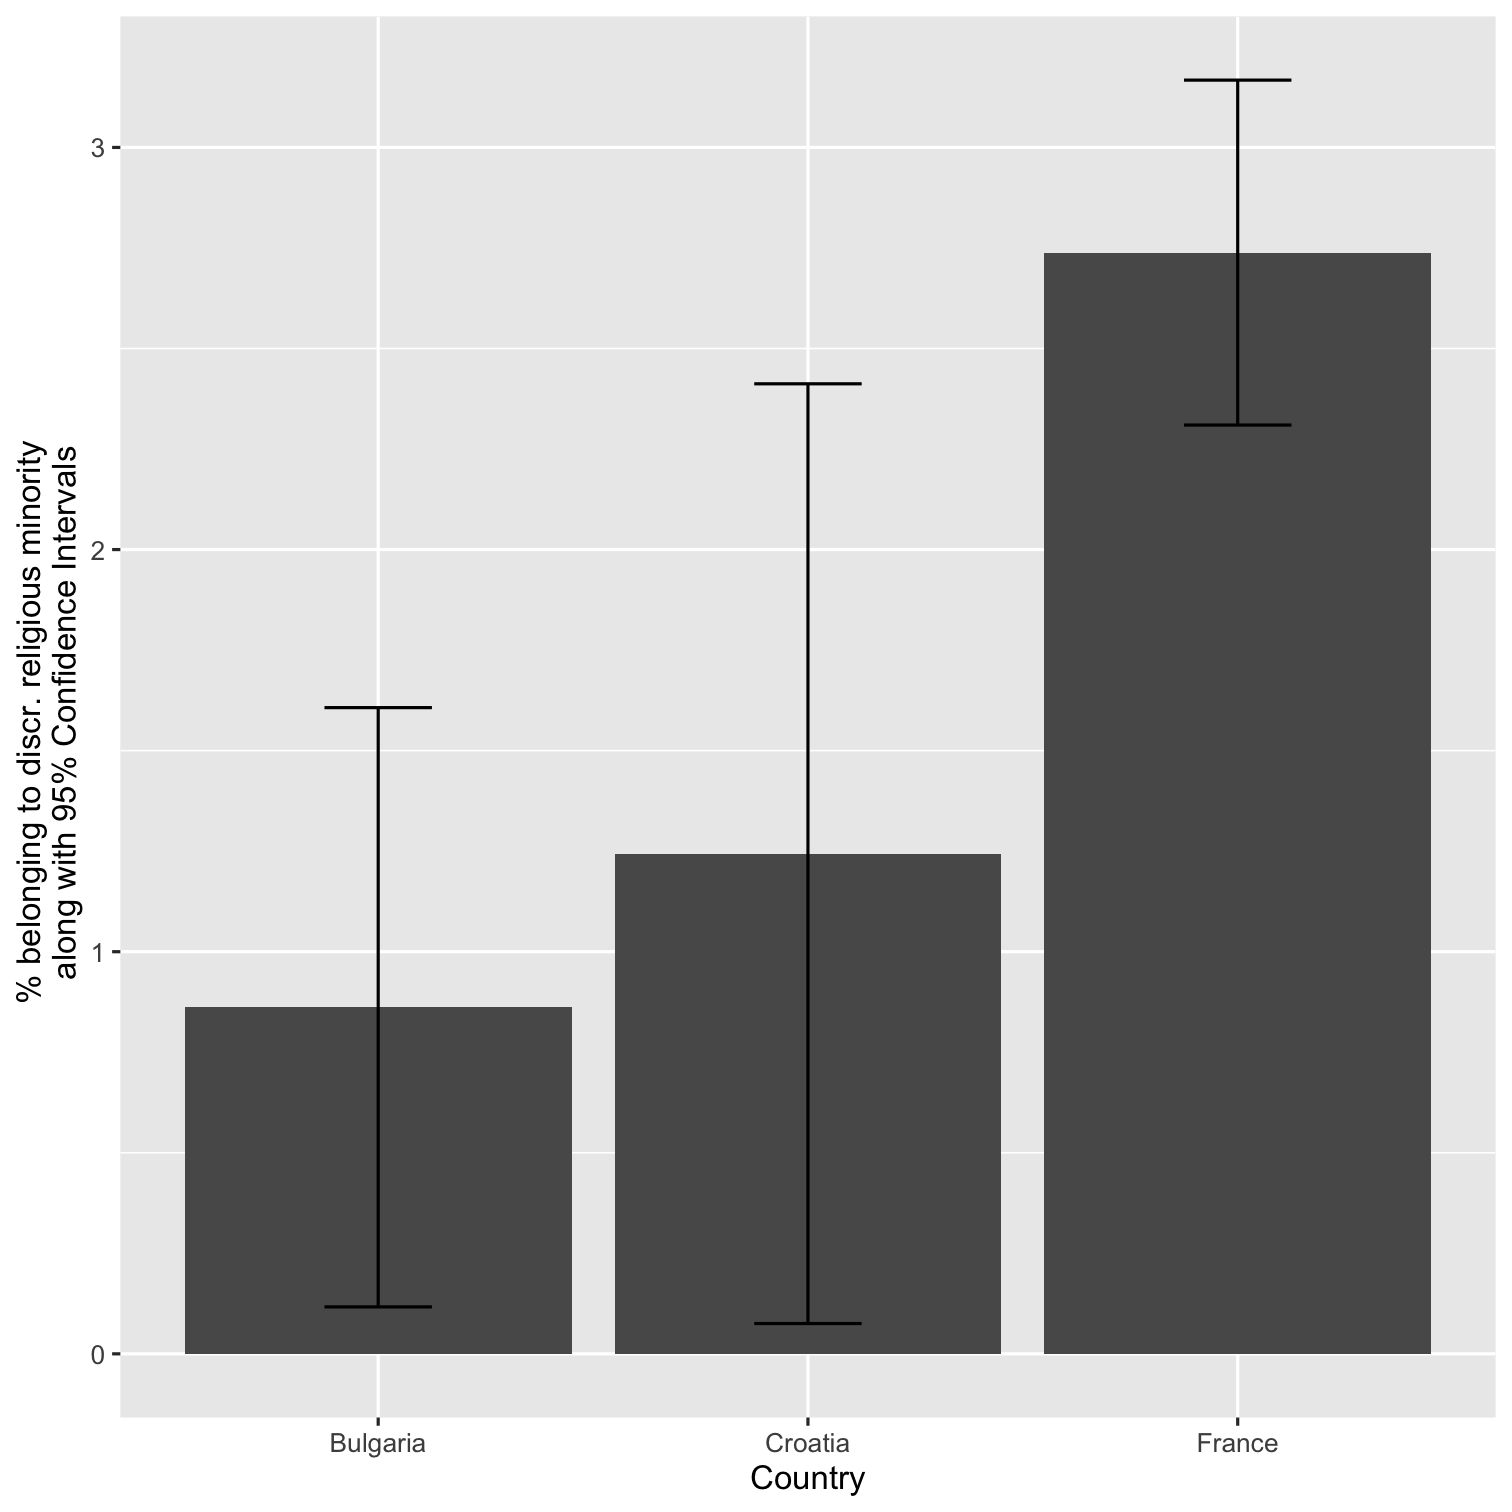 % belonging to discr. religious minority
along with 95% Confidence Intervals
3
2
1
0
Bulgaria
Croatia
France
Country